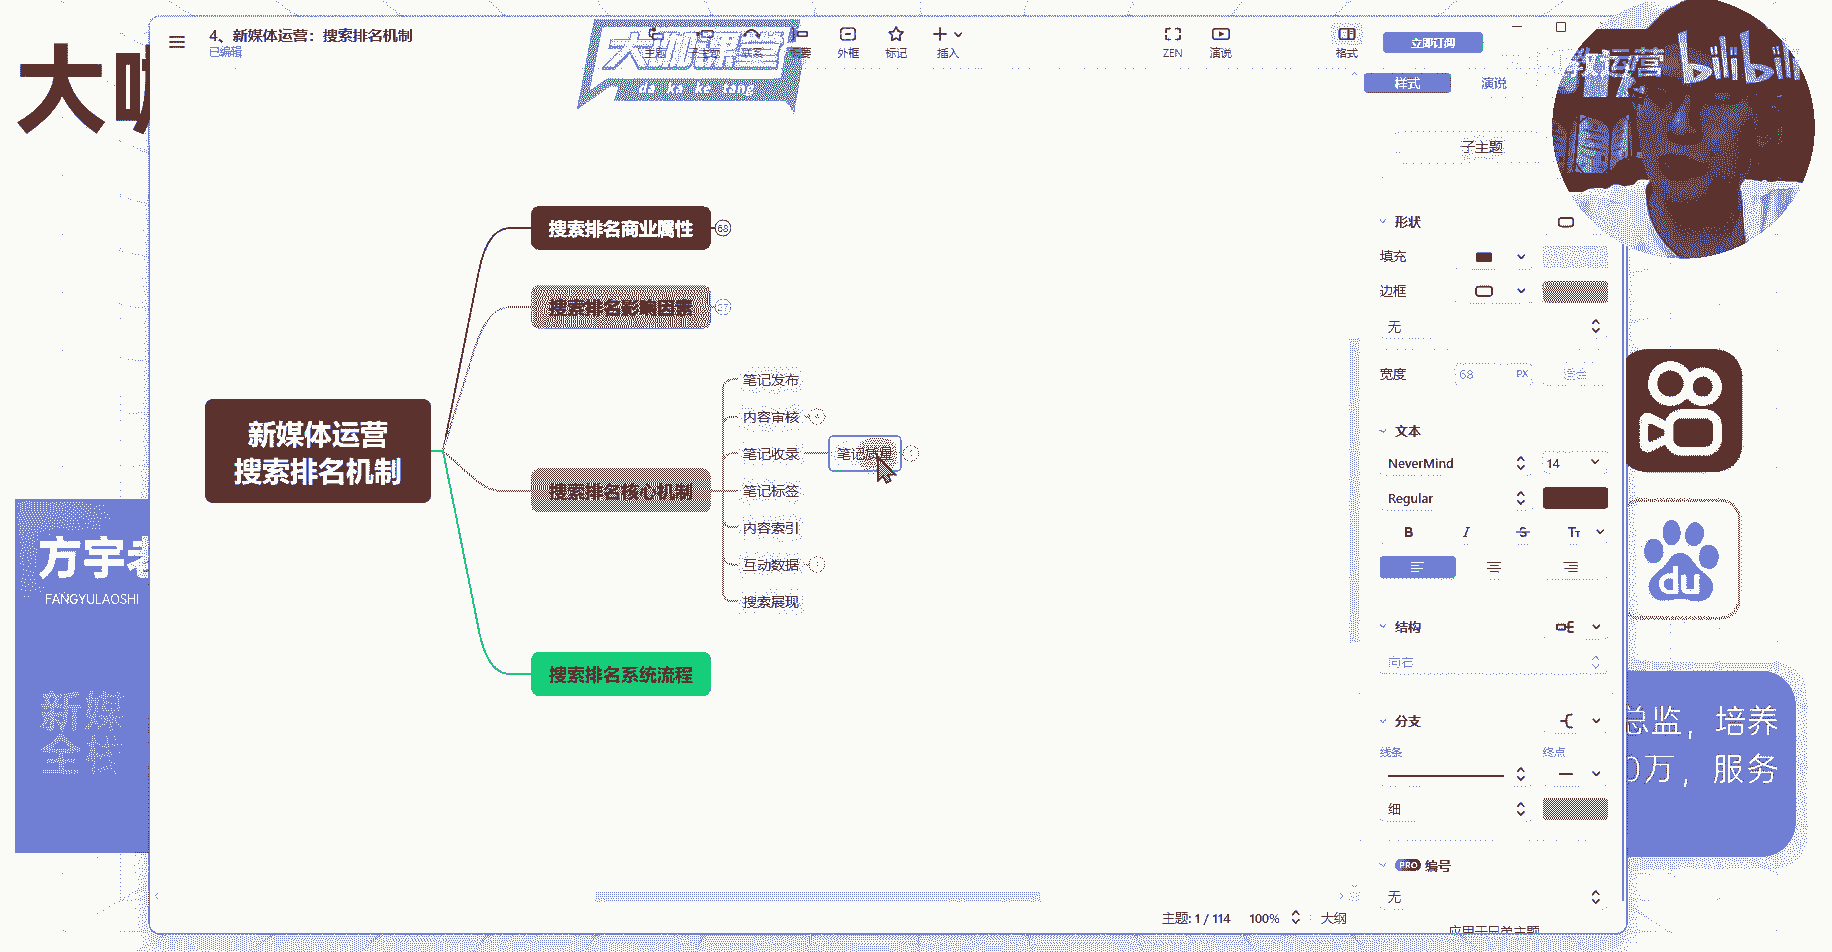 4、新媒体运营：搜索排名机制
已编辑
大咖课堂
da ka ke tang
主题
外框
标记
插入
ZEN
演说
格式
立即订阅
教运营 bilibili
大咖
样式
演说
子主题
搜索排名商业属性
68
形状
填充
边框
搜索排名影响因素
27
无
宽度
68
PX
笔记发布
内容审核
新媒体运营
搜索排名机制
文本
笔记收录
NeverMind
14
搜索排名核心机制
笔记标签
Regular
内容索引
B
I
S
TT
方宇老
FANGYULAOSHI
互动数据
du
搜索展现
结构
向右
搜索排名系统流程
新媒
全栈
分支
线条
终点
总监，培养
0万，服务
细
PRO 编号
无
主题: 1 / 114
100%
大纲